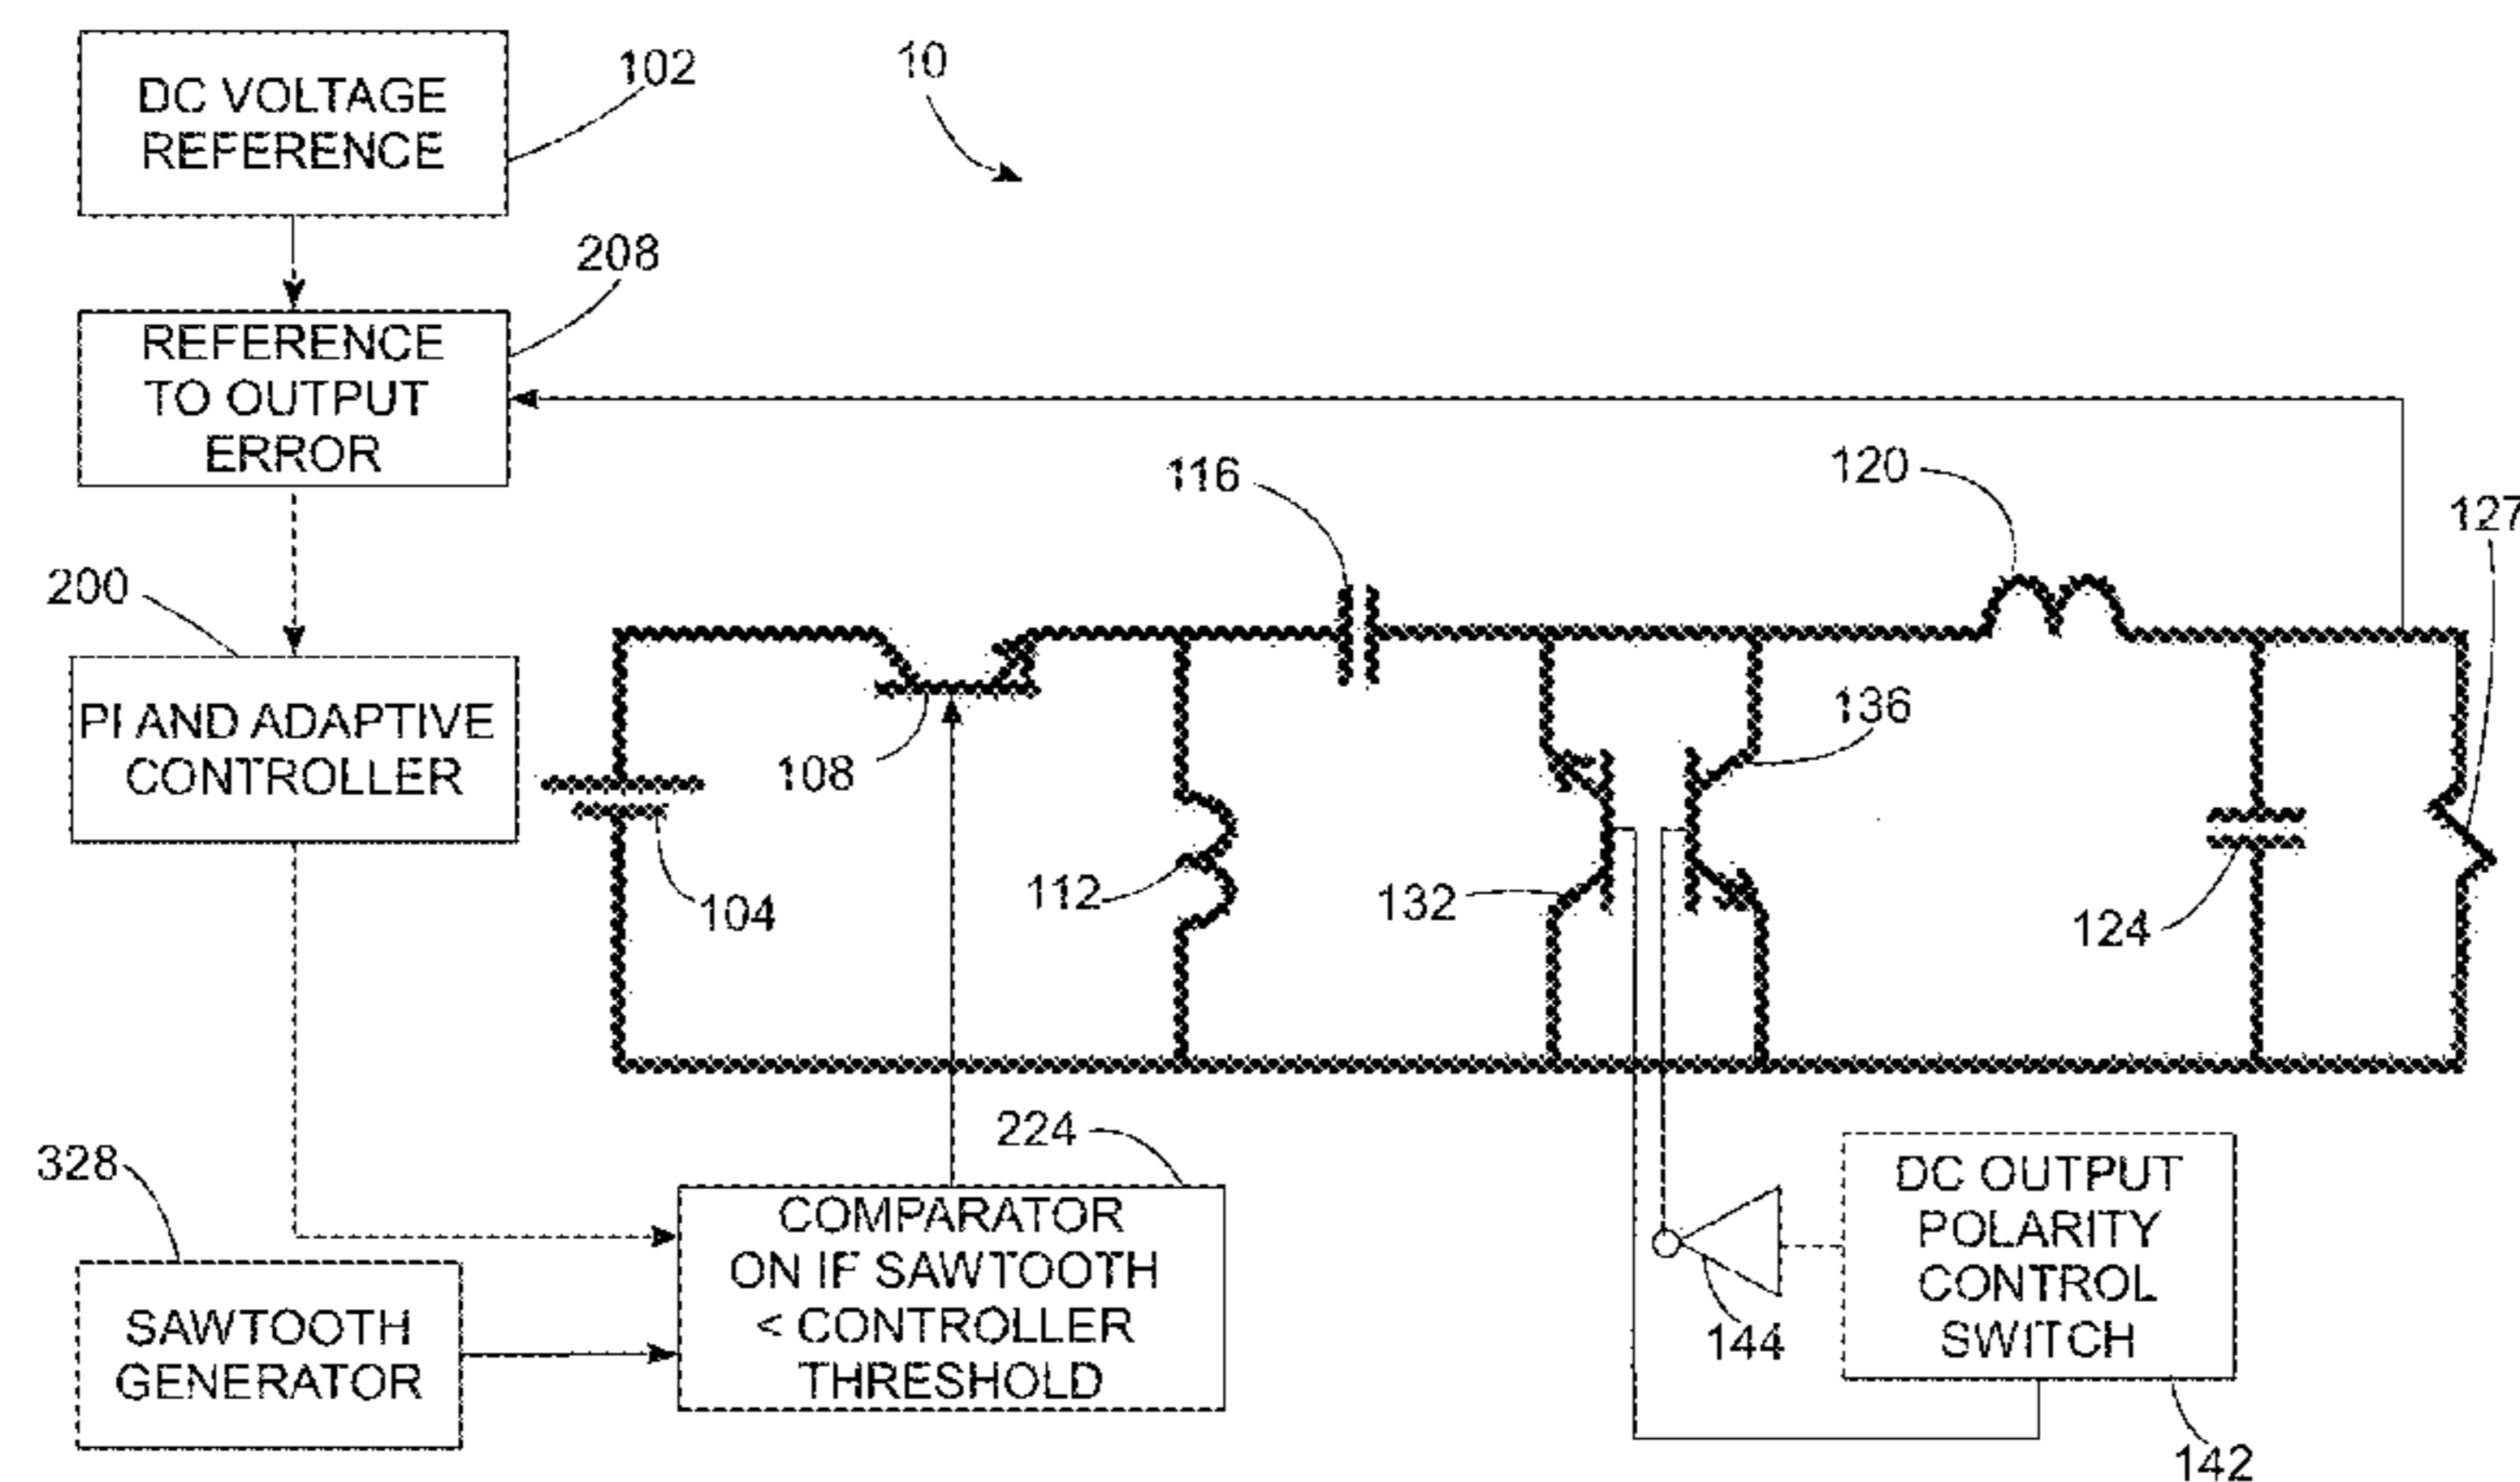 DC VOLTAGE
REFERENCE
102
10
208
REFERENCE
TO OUTPUT
ERROR
116
120
127
200
PI AND ADAPTIVE
CONTROLLER
108
136
104
112
132
124
224
328
COMPARATOR
ON IF SAWTOOTH
< CONTROLLER
THRESHOLD
SAWTOOTH
GENERATOR
DC OUTPUT
POLARITY
CONTROL
SWITCH
144
142